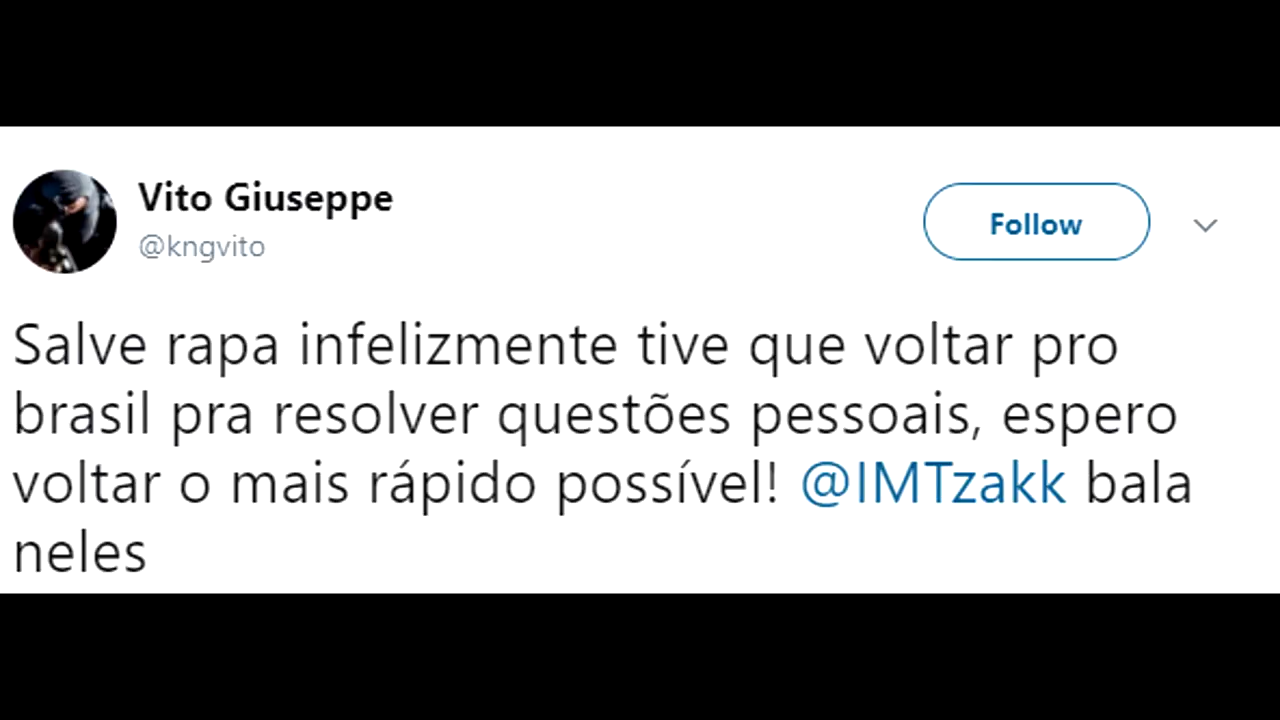 Vito Giuseppe
@kngvito
Follow
Salve rapa infelizmente tive que voltar pro
brasil pra resolver questões pessoais, espero
voltar o mais rápido possível! @IMTzakk bala
neles